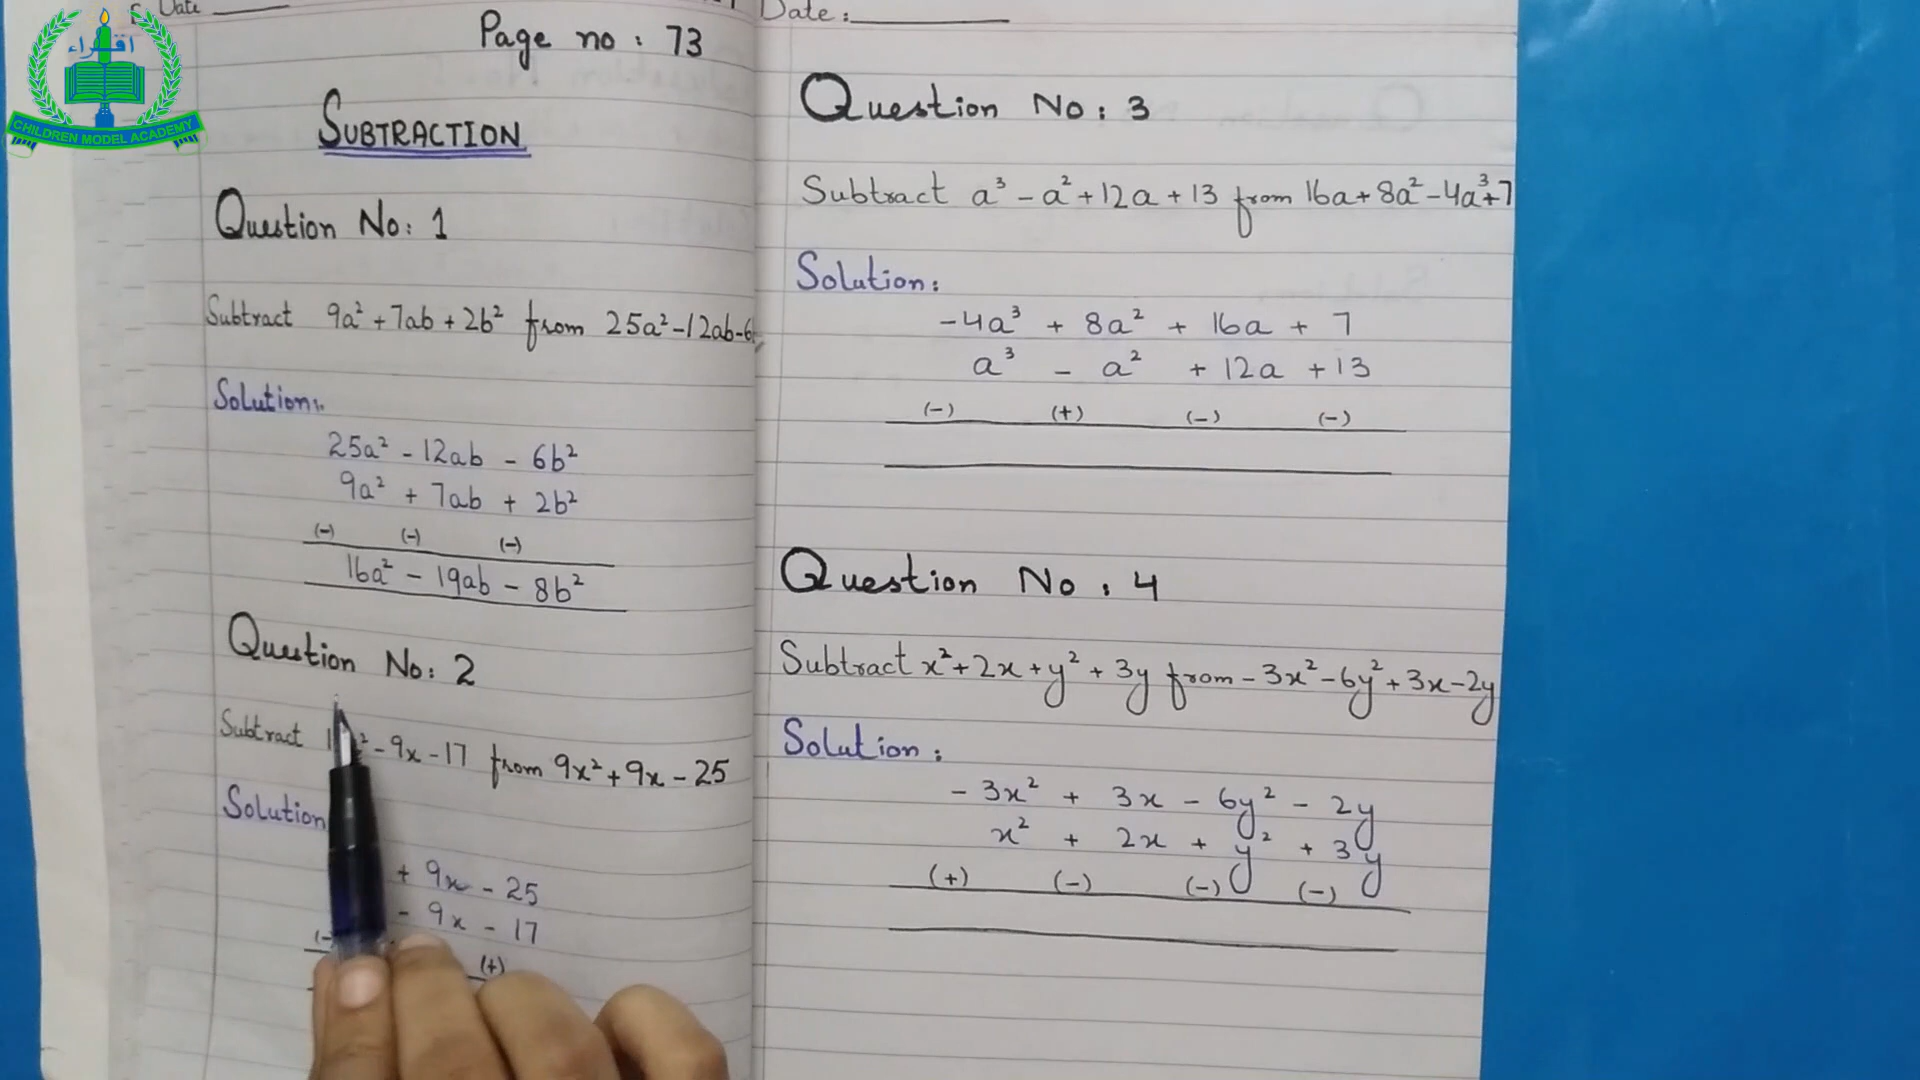 اقراء
CHILDREN MODEL ACADEMY
Date
Page no : 73
SUBTRACTION
Question No: 1
Subtract 9a² + 7ab + 2b² from 25a² - 12ab - 6
Solution:
25a² - 12ab - 6b²
9a² + 7ab + 2b²
(-) (-) (-)
16a² - 19ab - 8b²
Question No: 2
Subtract - 9x - 17 from 9x² + 9x - 25
Solution
+ 9x - 25
- 9x - 17
(-) (+)
Date:
Question No: 3
Subtract a³ - a² + 12a + 13 from 16a + 8a² - 4a³ + 7
Solution:
-4a³ + 8a² + 16a + 7
a³ - a² + 12a + 13
(-) (+) (-) (-)
Question No: 4
Subtract x² + 2x + y² + 3y from - 3x² - 6y² + 3x - 2y
Solution:
- 3x² + 3x - 6y² - 2y
x² + 2x + y² + 3y
(+) (-) (-) (-)